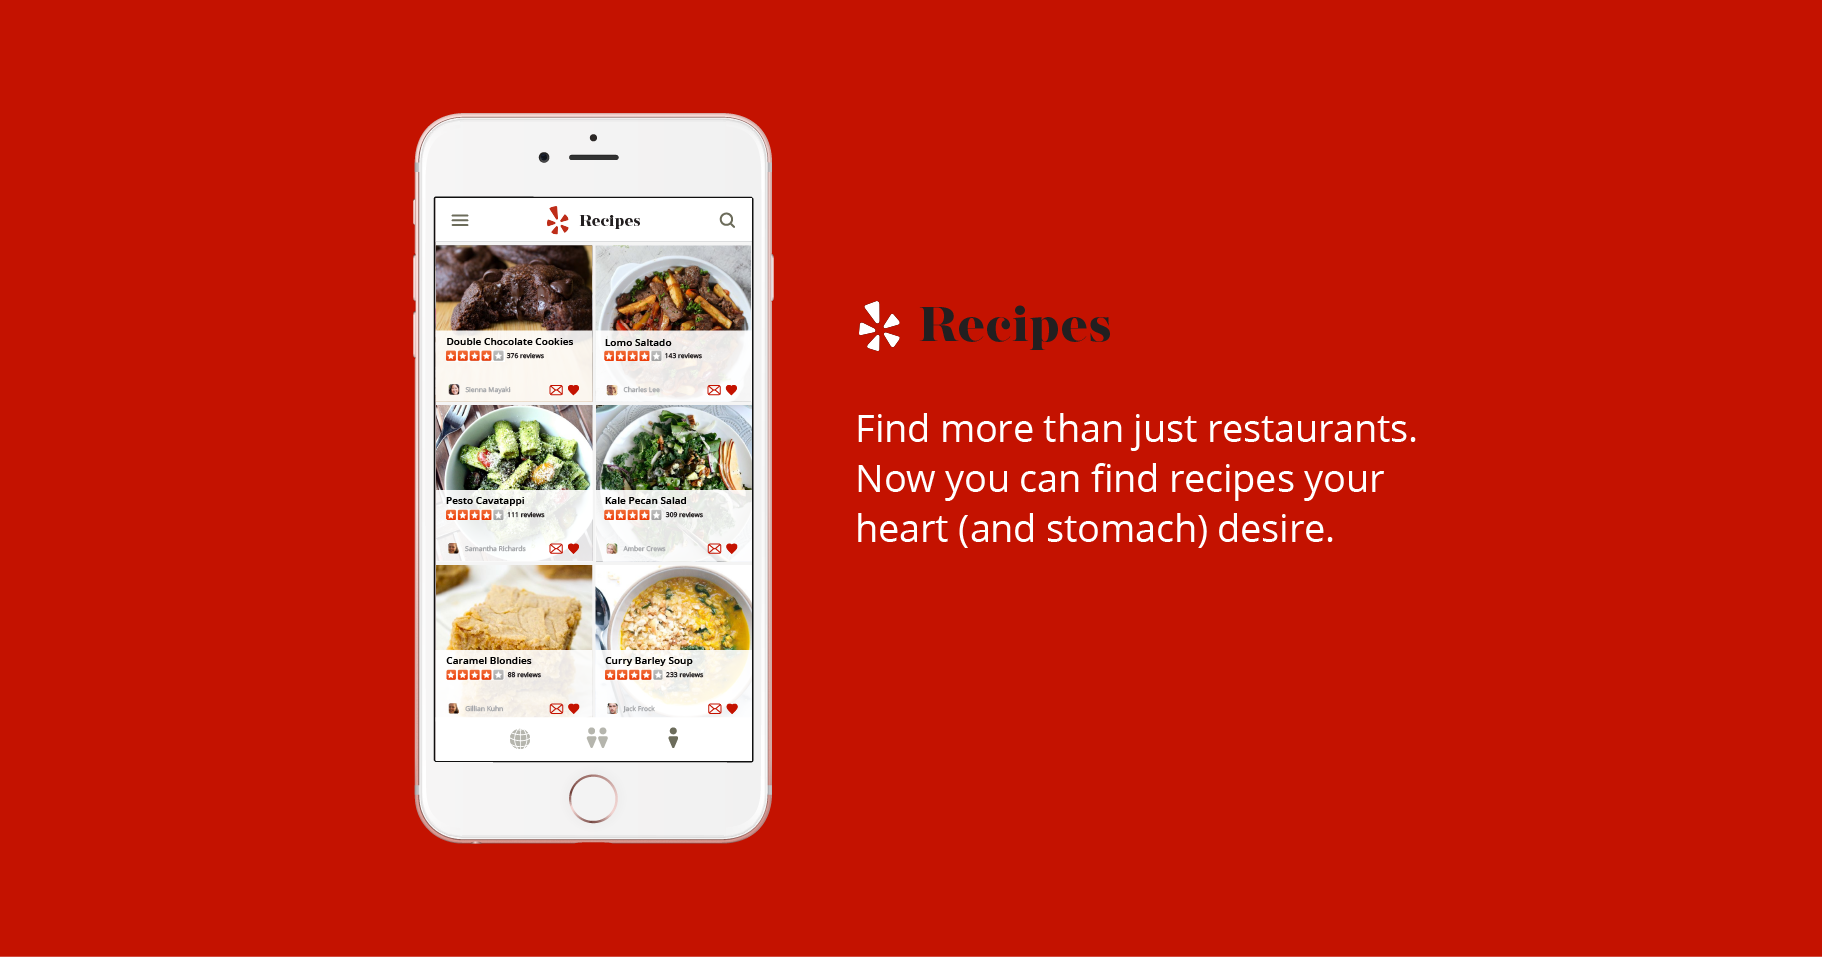 Recipes
Double Chocolate Cookies
376 reviews
Sienna Mayaki
Lomo Saltado
143 reviews
Charles Lee
Pesto Cavatappi
111 reviews
Samantha Richards
Kale Pecan Salad
309 reviews
Amber Crews
Caramel Blondies
88 reviews
Gillian Kuhn
Curry Barley Soup
233 reviews
Jack Frock
Recipes
Find more than just restaurants.
Now you can find recipes your
heart (and stomach) desire.